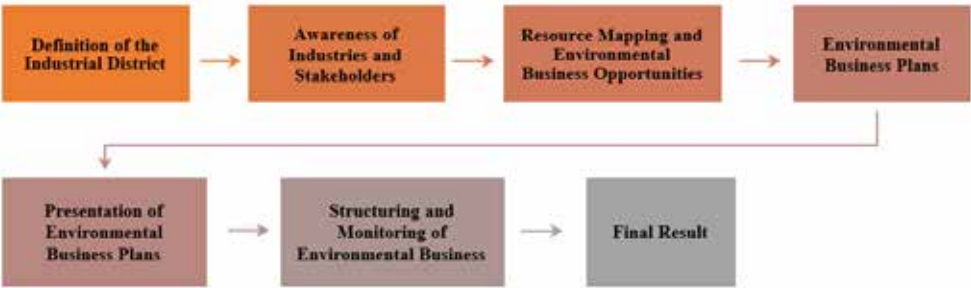 Definition of the
Industrial District
Awareness of
Industries and
Stakeholders
Resource Mapping and
Environmental
Business Opportunities
Environmental
Business Plans
Presentation of
Environmental
Business Plans
Structuring and
Monitoring of
Environmental Business
Final Result